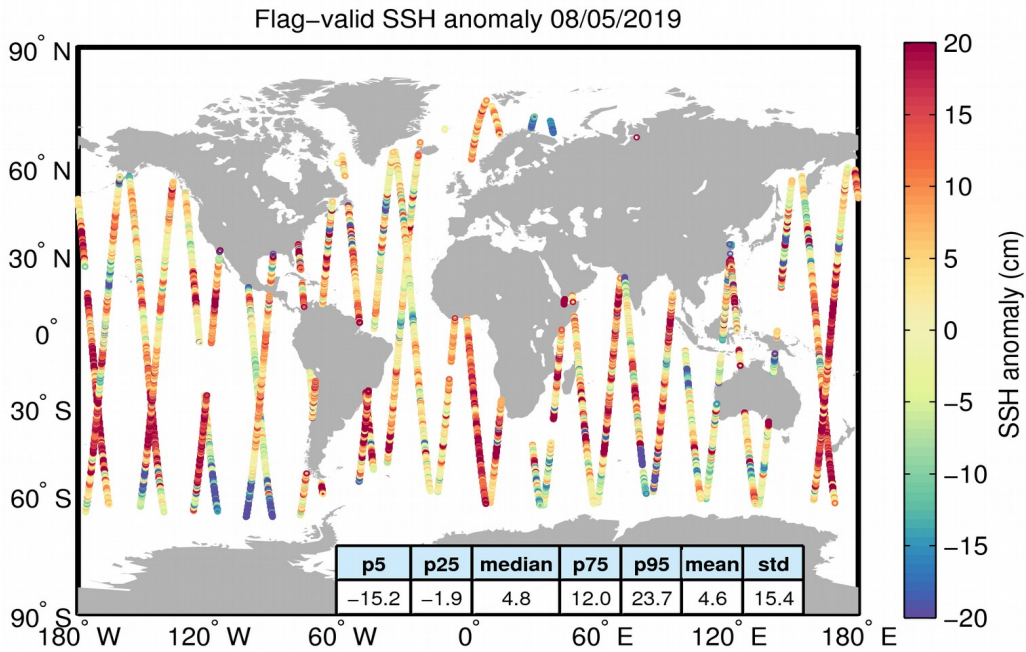 Flag−valid SSH anomaly 08/05/2019
90° N
60° N
30° N
0°
30° S
60° S
90° S
180° W
120° W
60° W
0°
60° E
120° E
180° E
p5 p25 median p75 p95 mean std
−15.2 −1.9 4.8 12.0 23.7 4.6 15.4
20
15
10
5
0
−5
−10
−15
−20
SSH anomaly (cm)